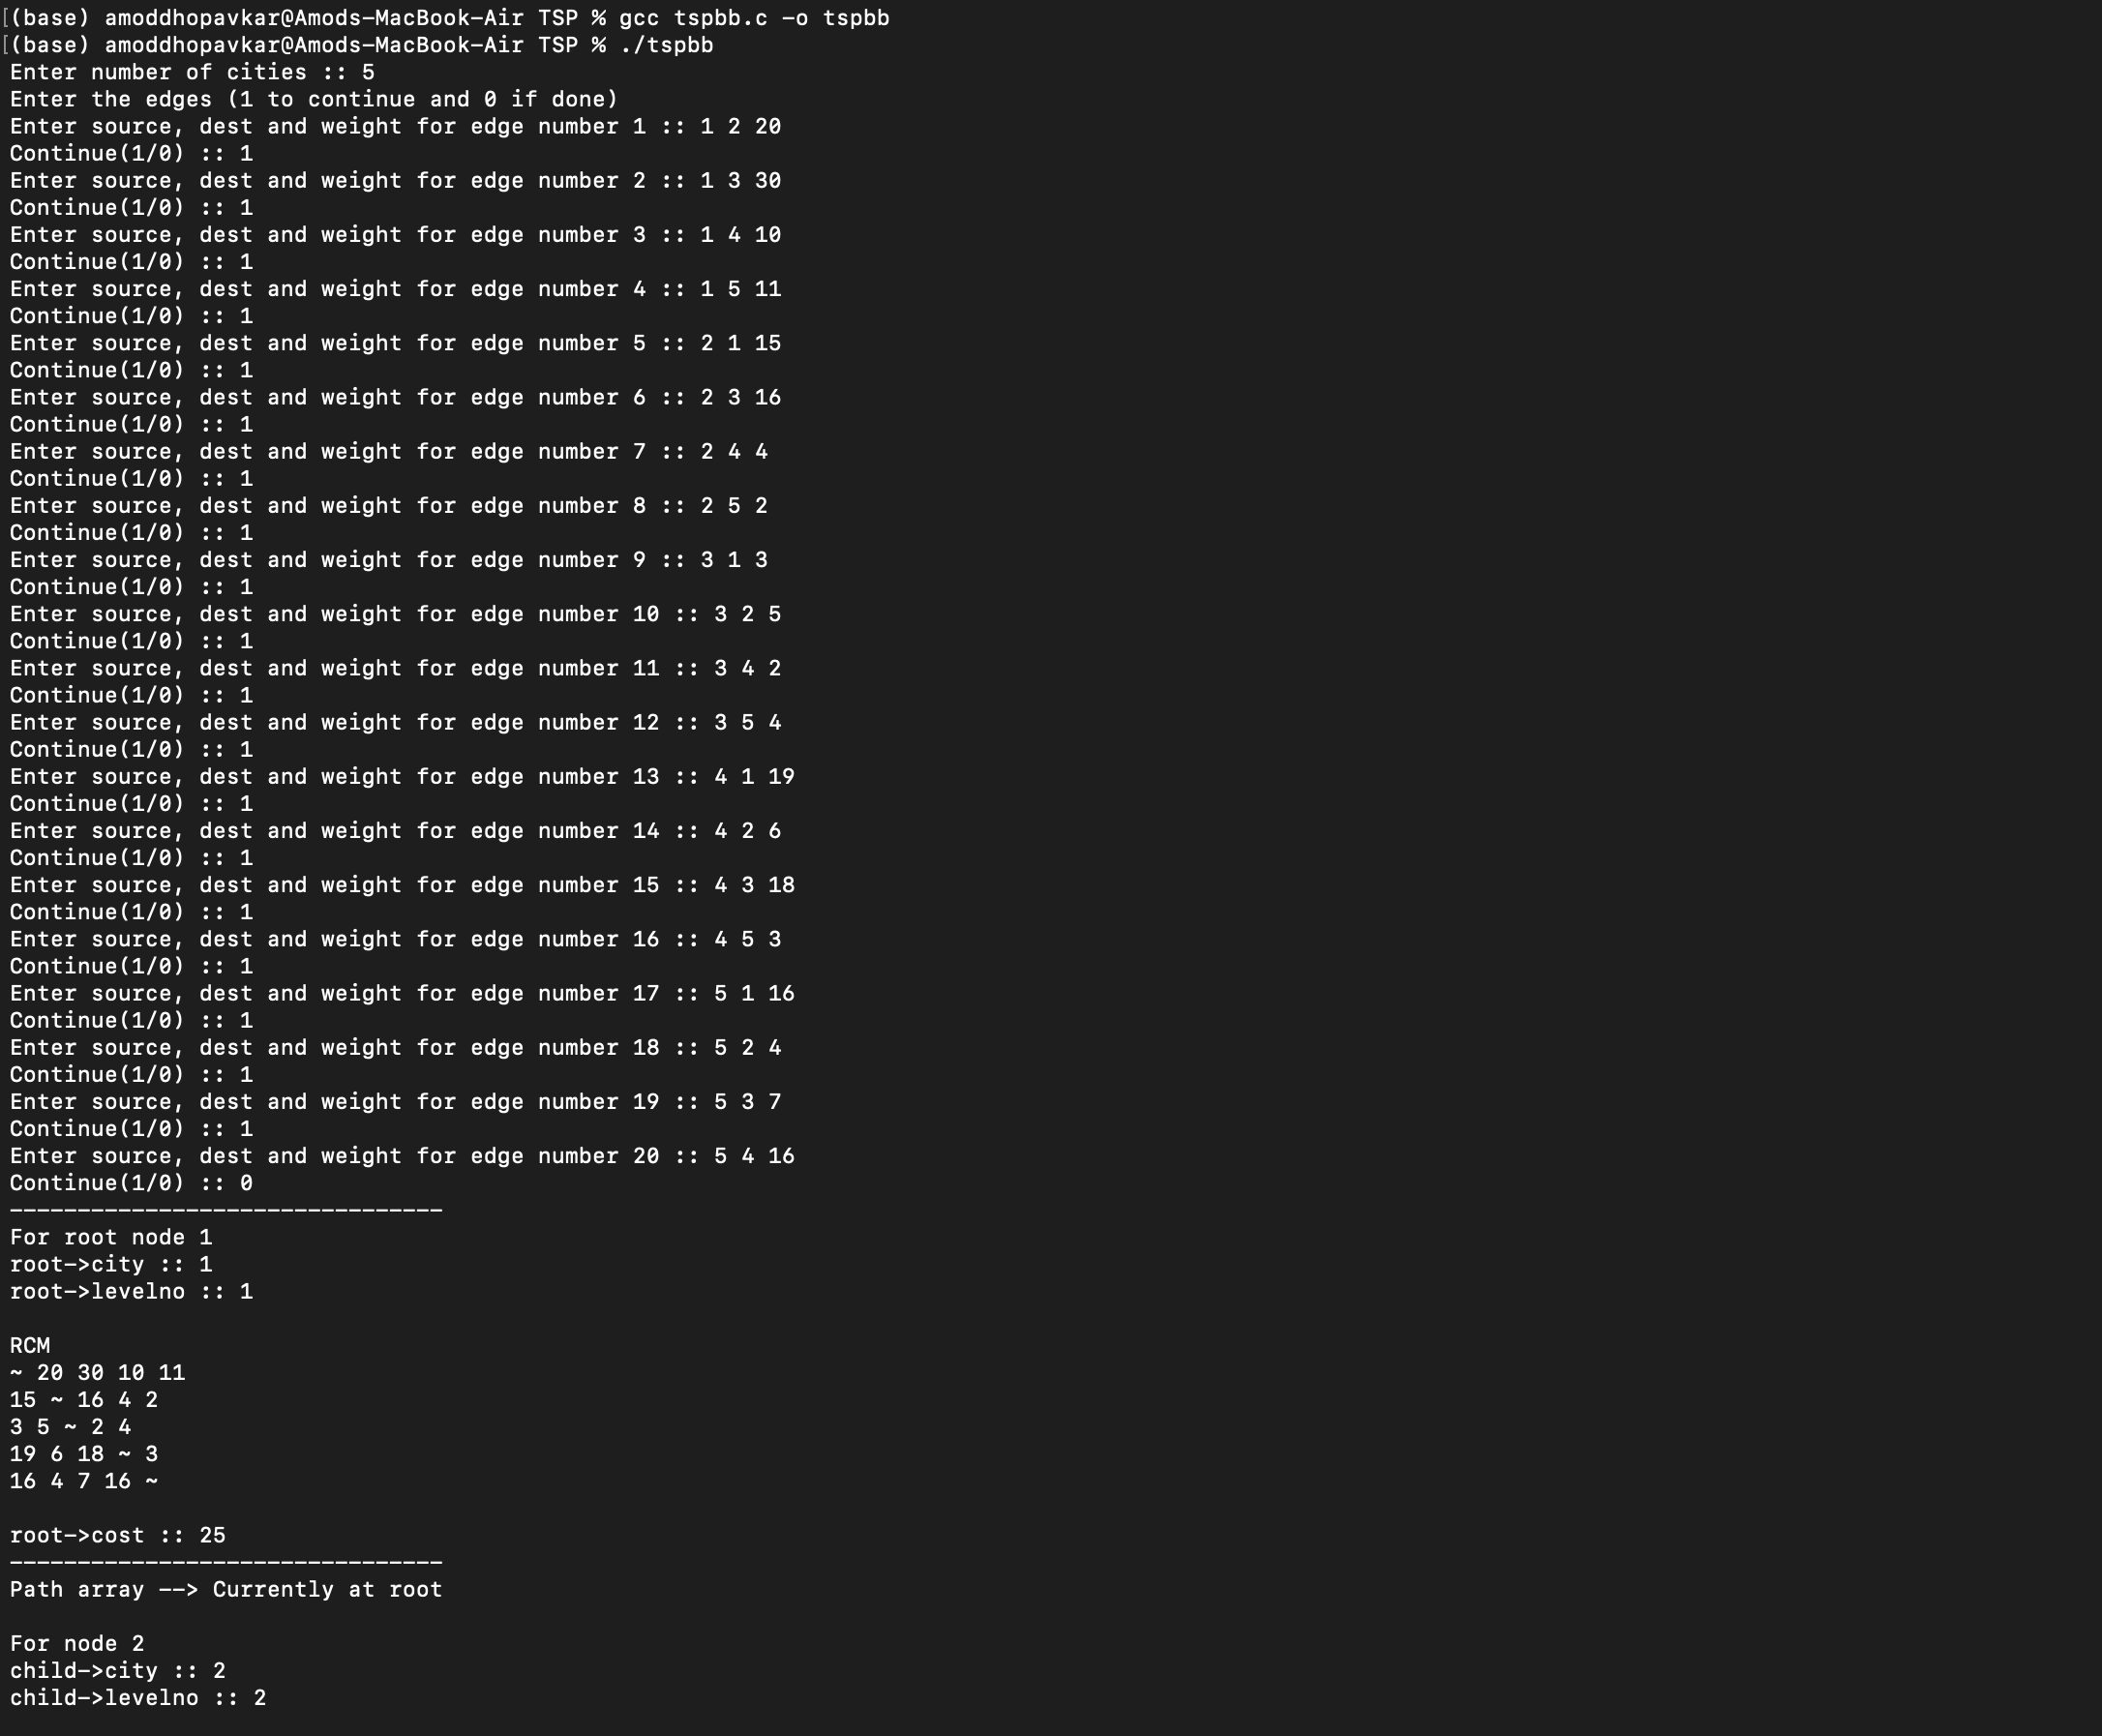 (base) amoddhopavkar@Amods-MacBook-Air TSP % gcc tspbb.c -o tspbb
(base) amoddhopavkar@Amods-MacBook-Air TSP % ./tspbb
Enter number of cities :: 5
Enter the edges (1 to continue and 0 if done)
Enter source, dest and weight for edge number 1 :: 1 2 20
Continue(1/0) :: 1
Enter source, dest and weight for edge number 2 :: 1 3 30
Continue(1/0) :: 1
Enter source, dest and weight for edge number 3 :: 1 4 10
Continue(1/0) :: 1
Enter source, dest and weight for edge number 4 :: 1 5 11
Continue(1/0) :: 1
Enter source, dest and weight for edge number 5 :: 2 1 15
Continue(1/0) :: 1
Enter source, dest and weight for edge number 6 :: 2 3 16
Continue(1/0) :: 1
Enter source, dest and weight for edge number 7 :: 2 4 4
Continue(1/0) :: 1
Enter source, dest and weight for edge number 8 :: 2 5 2
Continue(1/0) :: 1
Enter source, dest and weight for edge number 9 :: 3 1 3
Continue(1/0) :: 1
Enter source, dest and weight for edge number 10 :: 3 2 5
Continue(1/0) :: 1
Enter source, dest and weight for edge number 11 :: 3 4 2
Continue(1/0) :: 1
Enter source, dest and weight for edge number 12 :: 3 5 4
Continue(1/0) :: 1
Enter source, dest and weight for edge number 13 :: 4 1 19
Continue(1/0) :: 1
Enter source, dest and weight for edge number 14 :: 4 2 6
Continue(1/0) :: 1
Enter source, dest and weight for edge number 15 :: 4 3 18
Continue(1/0) :: 1
Enter source, dest and weight for edge number 16 :: 4 5 3
Continue(1/0) :: 1
Enter source, dest and weight for edge number 17 :: 5 1 16
Continue(1/0) :: 1
Enter source, dest and weight for edge number 18 :: 5 2 4
Continue(1/0) :: 1
Enter source, dest and weight for edge number 19 :: 5 3 7
Continue(1/0) :: 1
Enter source, dest and weight for edge number 20 :: 5 4 16
Continue(1/0) :: 0
--------------------------------
For root node 1
root->city :: 1
root->levelno :: 1
RCM
~ 20 30 10 11
15 ~ 16 4 2
3 5 ~ 2 4
19 6 18 ~ 3
16 4 7 16 ~
root->cost :: 25
--------------------------------
Path array --> Currently at root
For node 2
child->city :: 2
child->levelno :: 2